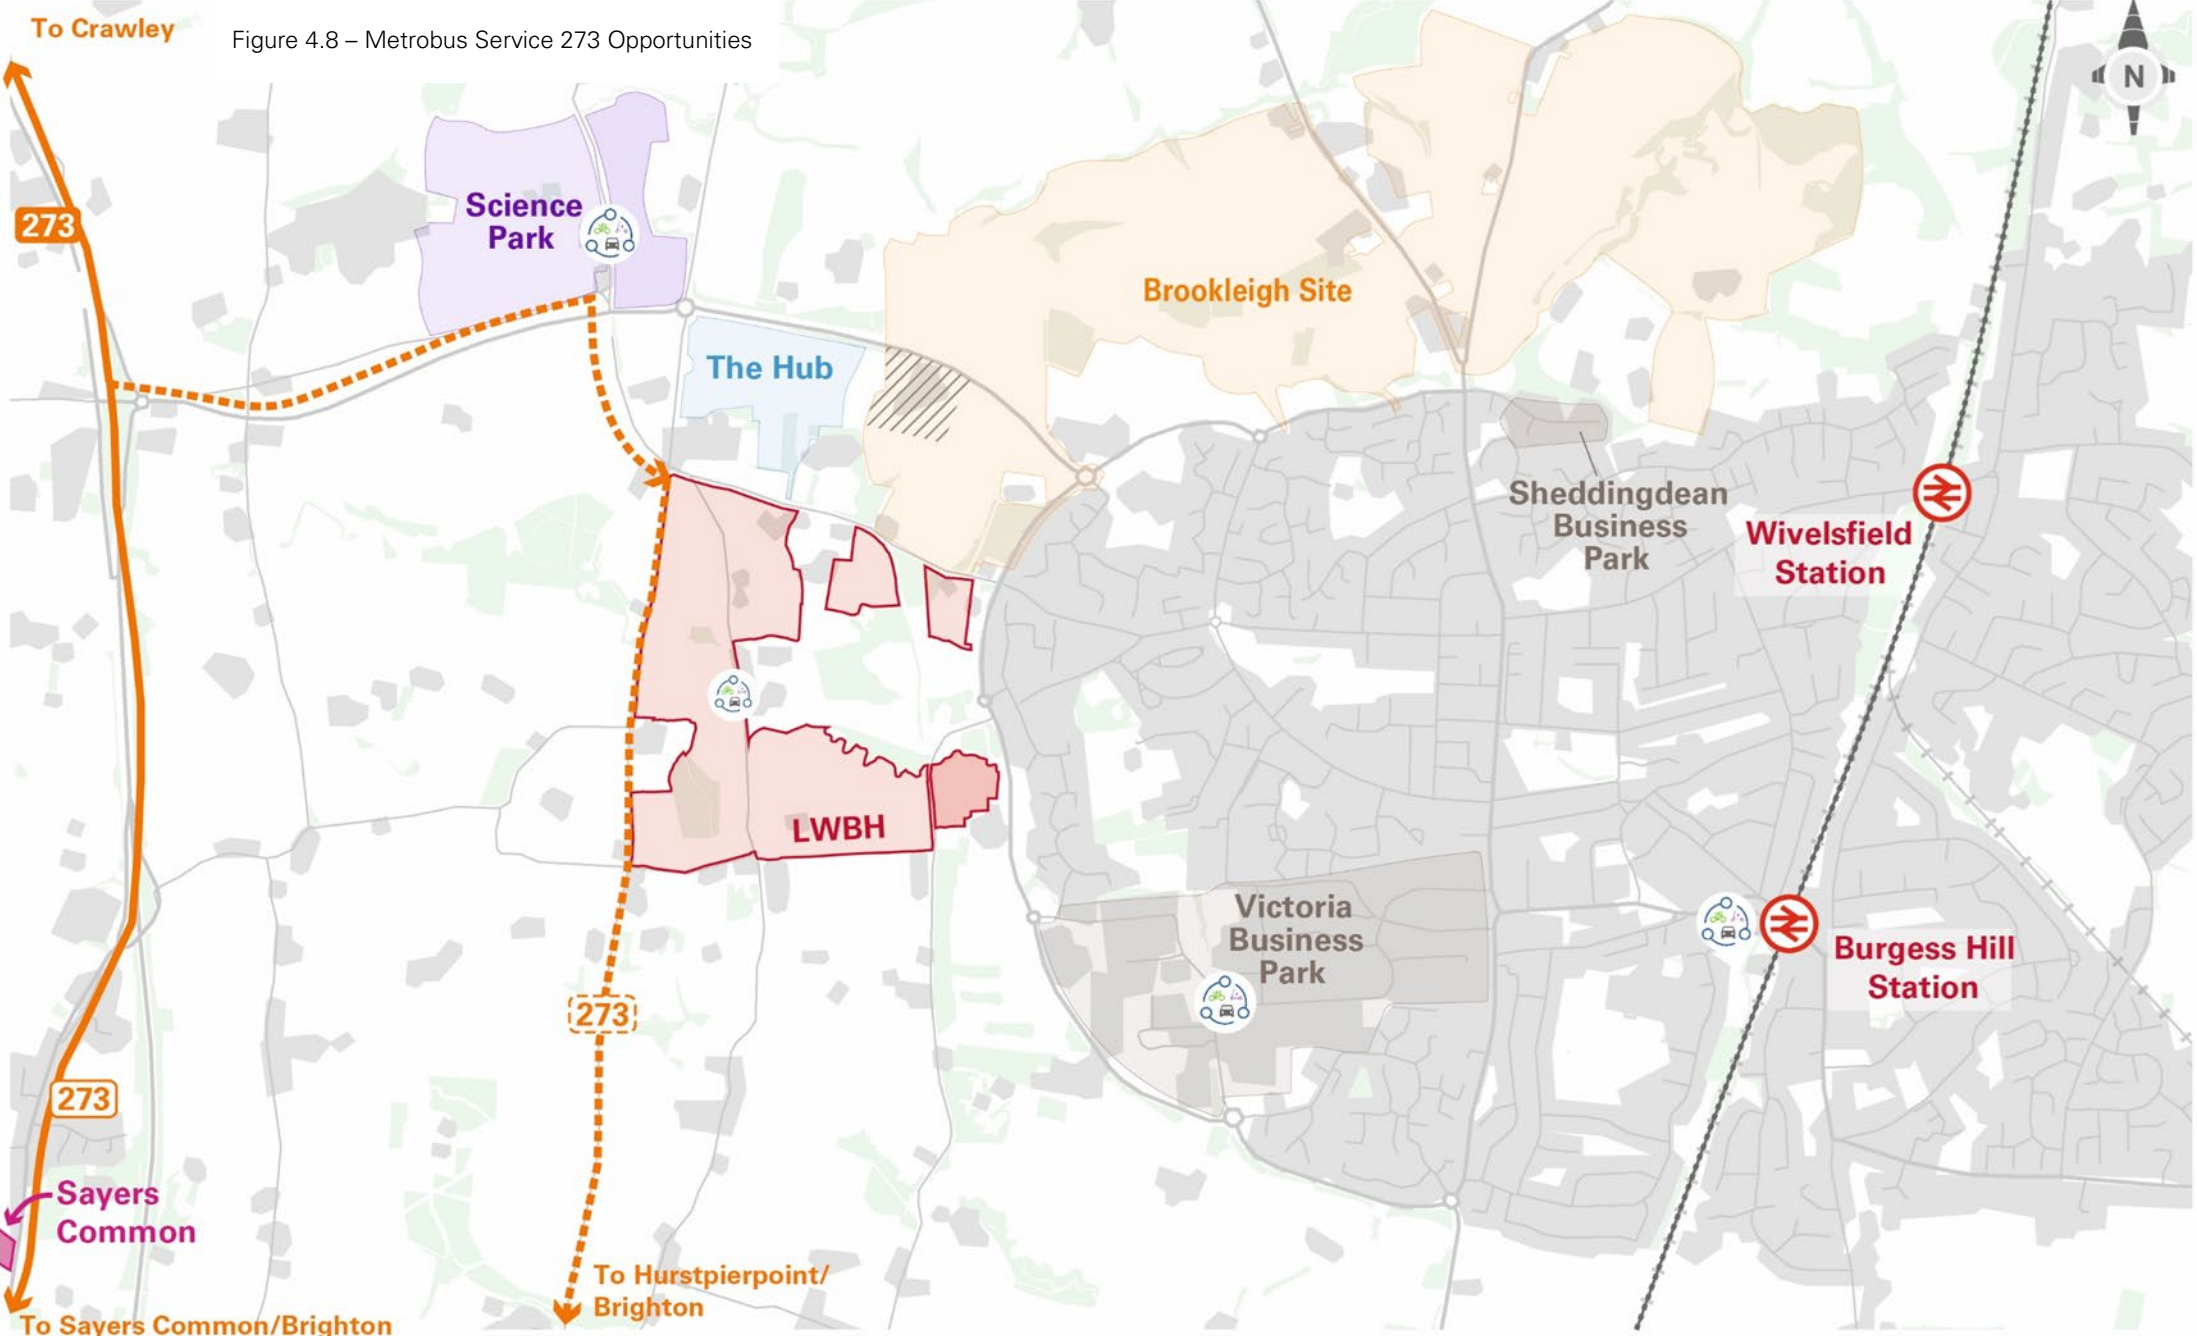 To Crawley
Figure 4.8 – Metrobus Service 273 Opportunities
N
273
Science
Park
Brookleigh Site
The Hub
Sheddingdean
Business
Park
Wivelsfield
Station
LWBH
Victoria
Business
Park
Burgess Hill
Station
273
273
Sayers
Common
To Hurstpierpoint/
Brighton
To Sayers Common/Brighton